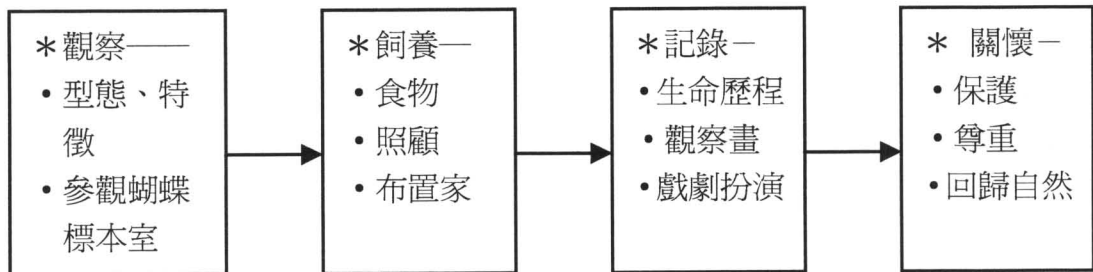 ＊觀察——
• 型態、特
徵
• 參觀蝴蝶
標本室
＊飼養—
• 食物
• 照顧
• 布置家
＊記錄－
• 生命歷程
• 觀察畫
• 戲劇扮演
＊ 關懷－
• 保護
• 尊重
• 回歸自然